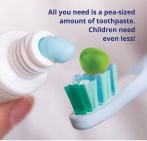 All you need is a pea-sized
amount of toothpaste.
Children need
even less!